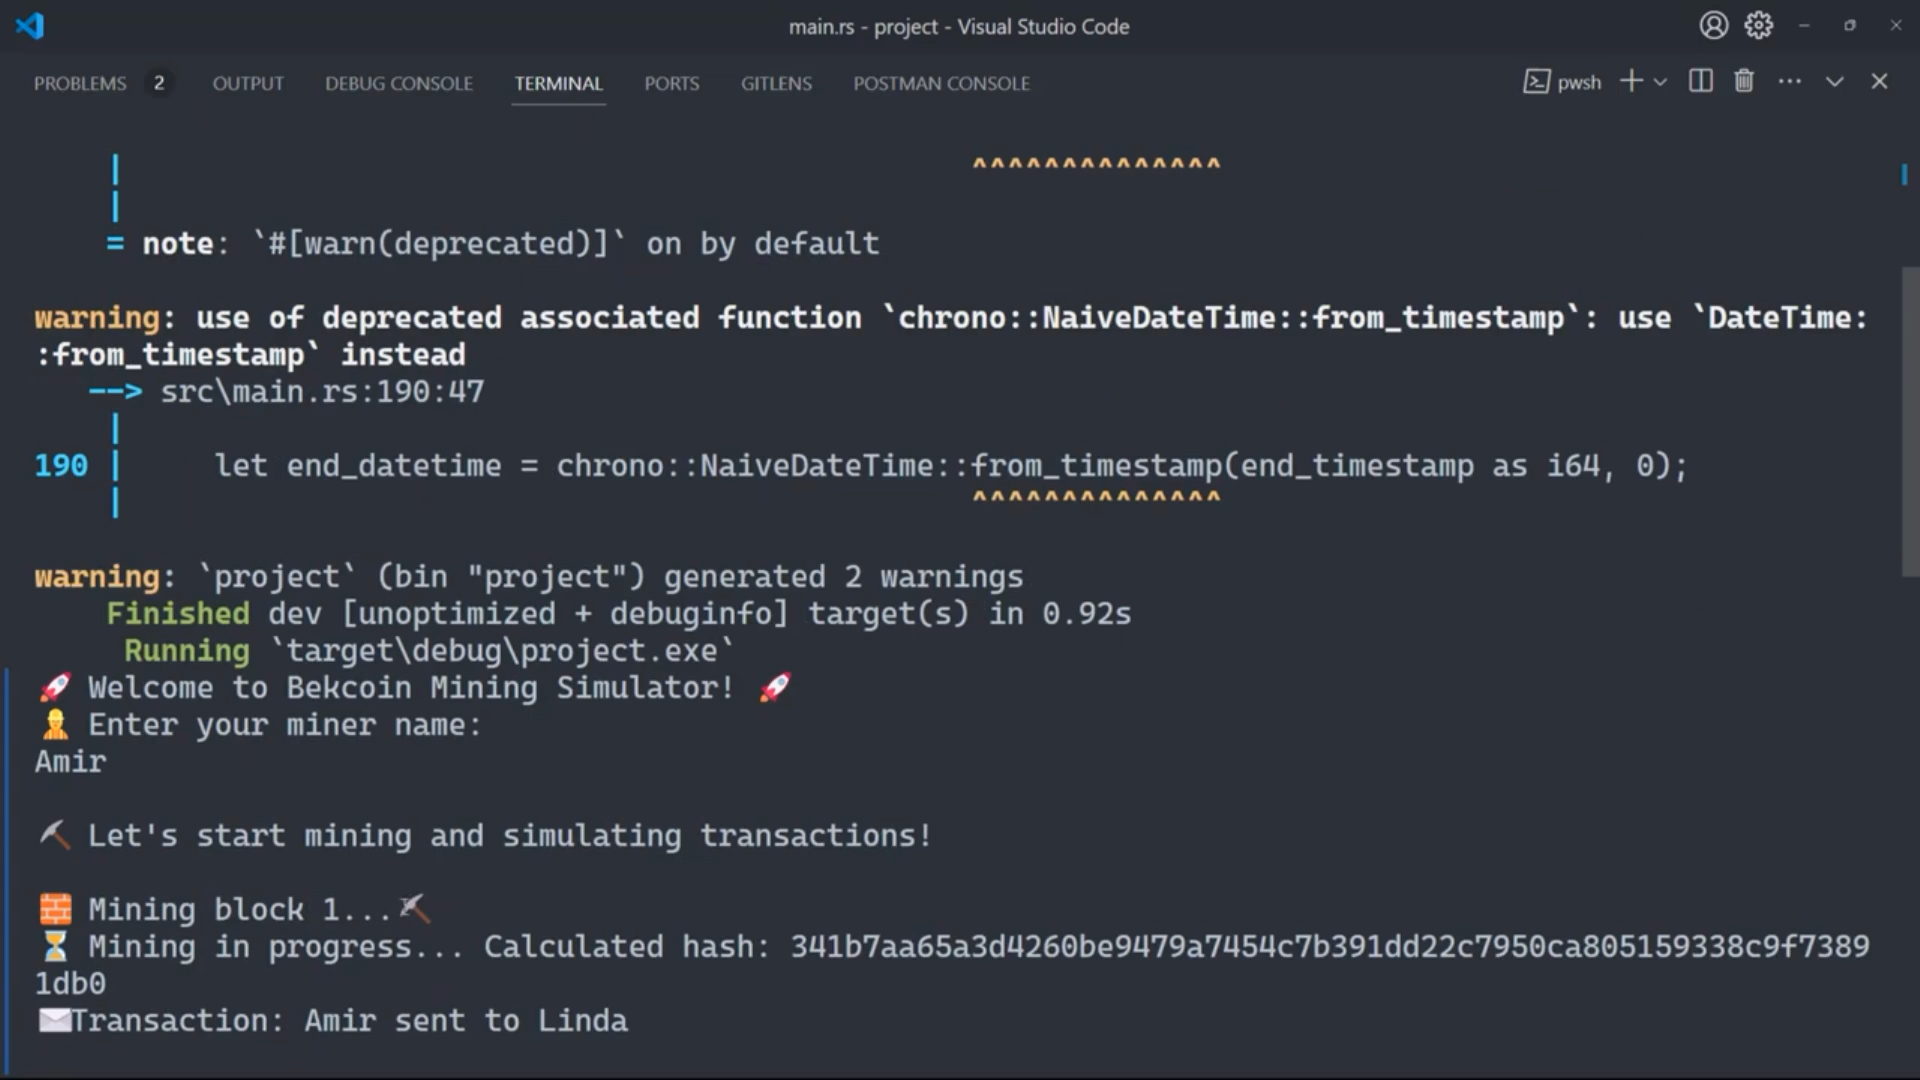 main.rs - project - Visual Studio Code
PROBLEMS 2 OUTPUT DEBUG CONSOLE TERMINAL PORTS GITLENS POSTMAN CONSOLE pwsh
|                                               ^^^^^^^^^^^^^^
|
= note: `#[warn(deprecated)]` on by default
warning: use of deprecated associated function `chrono::NaiveDateTime::from_timestamp`: use `DateTime:
:from_timestamp` instead
--> src\main.rs:190:47
|
190 |     let end_datetime = chrono::NaiveDateTime::from_timestamp(end_timestamp as i64, 0);
|                                               ^^^^^^^^^^^^^^
warning: `project` (bin "project") generated 2 warnings
Finished dev [unoptimized + debuginfo] target(s) in 0.92s
Running `target\debug\project.exe`
🚀 Welcome to Bekcoin Mining Simulator! 🚀
👷 Enter your miner name:
Amir
⛏ Let's start mining and simulating transactions!
🧱 Mining block 1...⛏
⏳ Mining in progress... Calculated hash: 341b7aa65a3d4260be9479a7454c7b391dd22c7950ca805159338c9f7389
1db0
✉Transaction: Amir sent to Linda